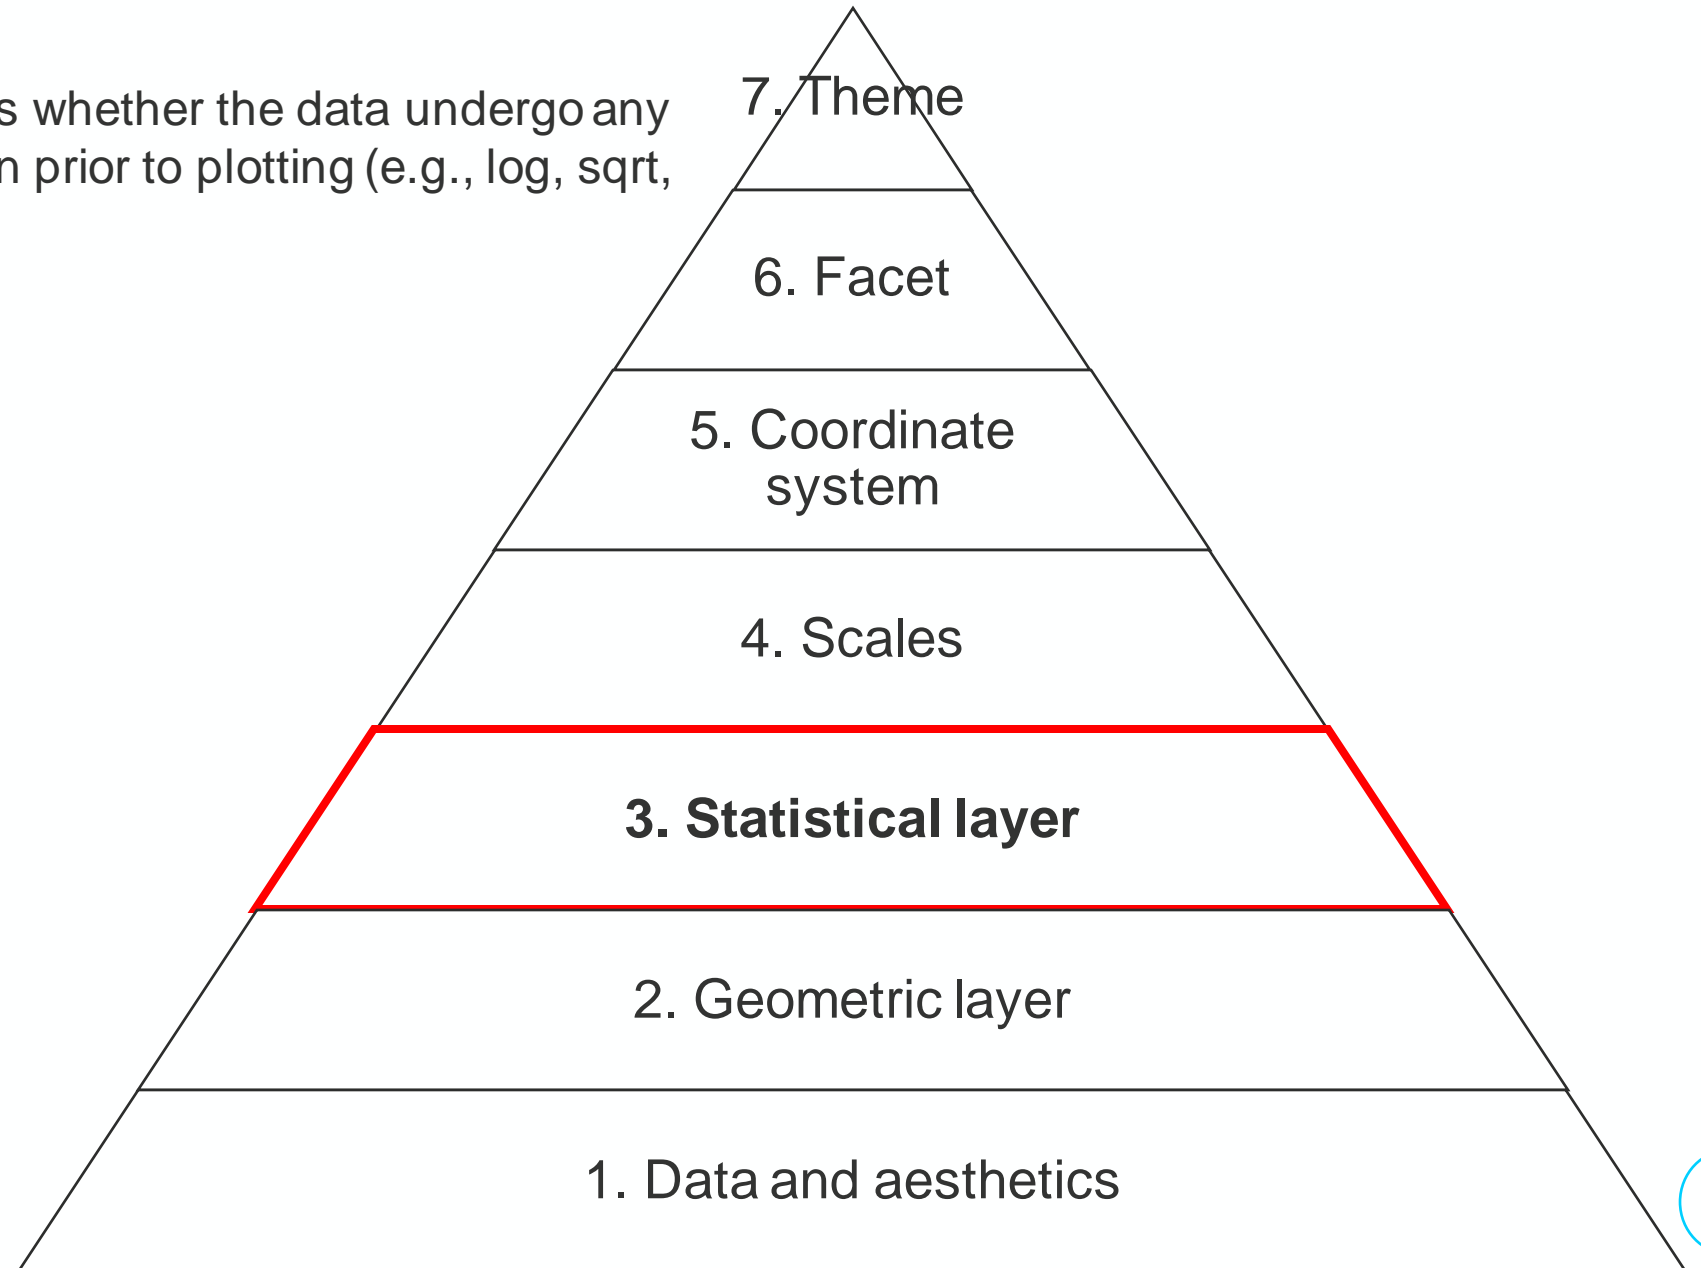 s whether the data undergo any
n prior to plotting (e.g., log, sqrt,
7. Theme
6. Facet
5. Coordinate
system
4. Scales
3. Statistical layer
2. Geometric layer
1. Data and aesthetics